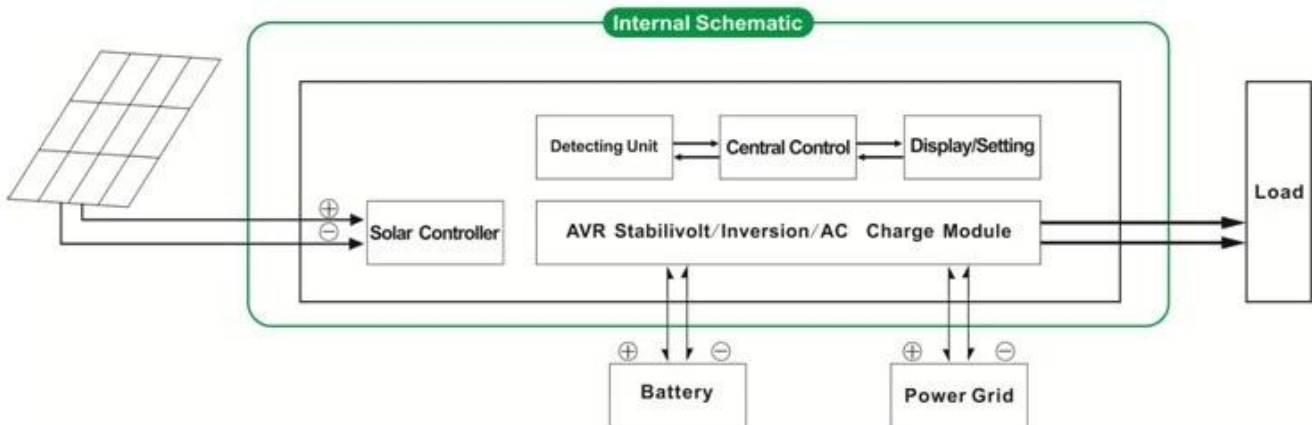 Internal Schematic
Detecting Unit
Central Control
Display/Setting
Load
⊕
⊖
Solar Controller
AVR Stabilivolt/Inversion/AC Charge Module
⊕ ⊖
⊕ ⊖
Battery
Power Grid